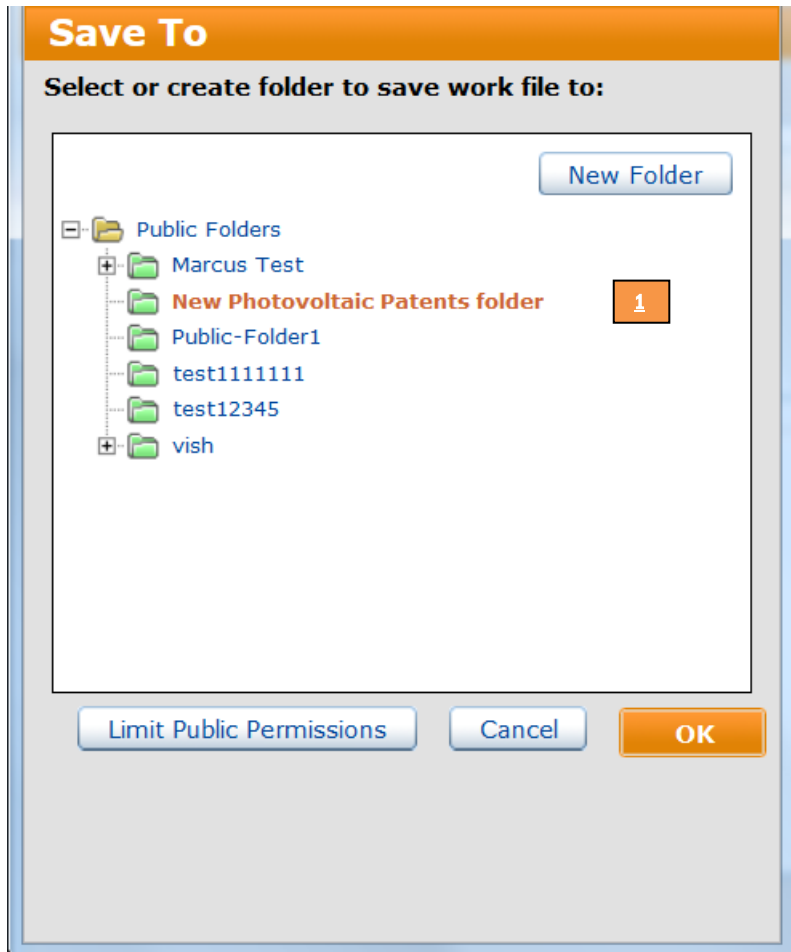 Save To
Select or create folder to save work file to:
New Folder
Public Folders
Marcus Test
New Photovoltaic Patents folder 1
Public-Folder1
test1111111
test12345
vish
Limit Public Permissions Cancel OK